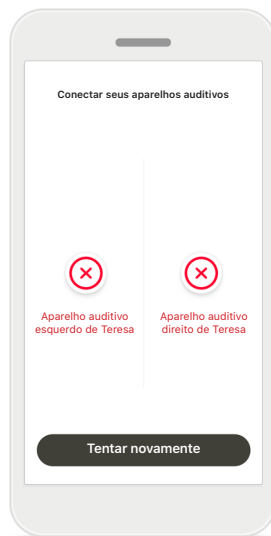 Conectar seus aparelhos auditivos
Aparelho auditivo
esquerdo de Teresa
Aparelho auditivo
direito de Teresa
Tentar novamente